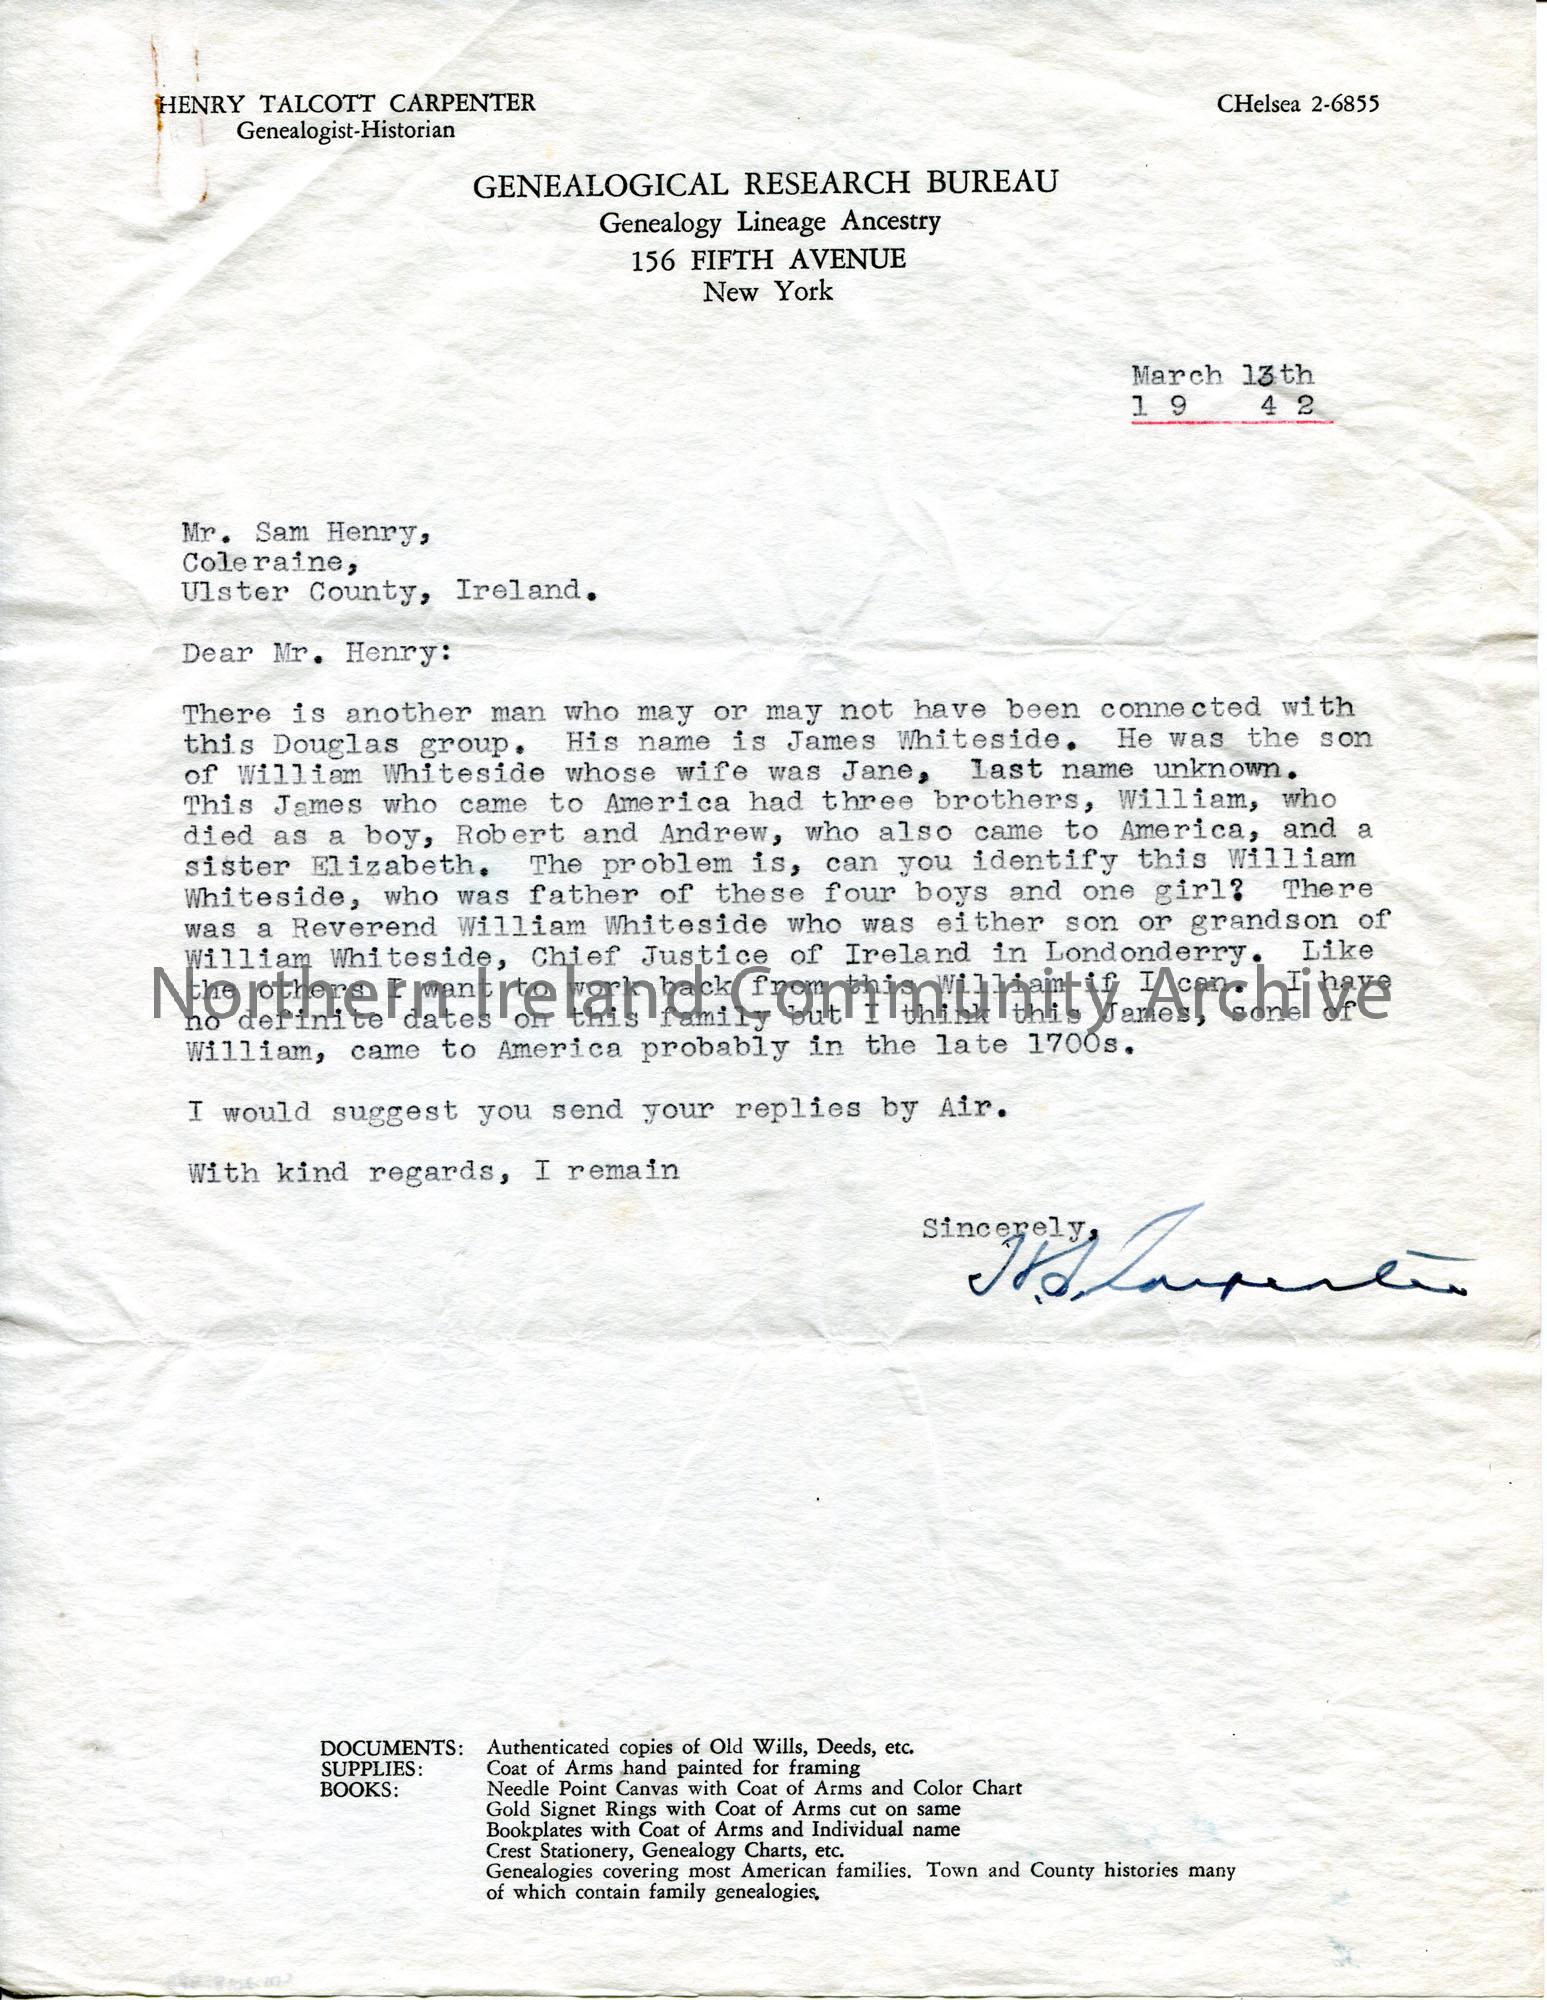 HENRY TALCOTT CARPENTER
Genealogist-Historian
CHelsea 2-6855
GENEALOGICAL RESEARCH BUREAU
Genealogy Lineage Ancestry
156 FIFTH AVENUE
New York
March 13th
1 9 4 2
Mr. Sam Henry,
Coleraine,
Ulster County, Ireland.
Dear Mr. Henry:
There is another man who may or may not have been connected with
this Douglas group. His name is James Whiteside. He was the son
of William Whiteside whose wife was Jane, last name unknown.
This James who came to America had three brothers, William, who
died as a boy, Robert and Andrew, who also came to America, and a
sister Elizabeth. The problem is, can you identify this William
Whiteside, who was father of these four boys and one girl? There
was a Reverend William Whiteside who was either son or grandson of
William Whiteside, Chief Justice of Ireland in Londonderry. Like
the others I want to work back from this William if I can. I have
Northern Ireland Community Archive
no definite dates on this family but I think this James, sone of
William, came to America probably in the late 1700s.
I would suggest you send your replies by Air.
With kind regards, I remain
Sincerely,
Carpenter
DOCUMENTS: Authenticated copies of Old Wills, Deeds, etc.
SUPPLIES: Coat of Arms hand painted for framing
BOOKS: Needle Point Canvas with Coat of Arms and Color Chart
Gold Signet Rings with Coat of Arms cut on same
Bookplates with Coat of Arms and Individual name
Crest Stationery, Genealogy Charts, etc.
Genealogies covering most American families. Town and County histories many
of which contain family genealogies.